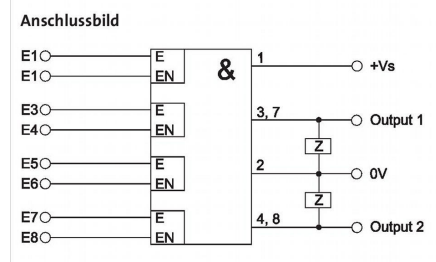 Anschlussbild
E1 E 1 +Vs
E1 EN &
E3 E 3, 7 Output 1
E4 EN Z
E5 E 2 0V
E6 EN Z
E7 E 4, 8 Output 2
E8 EN